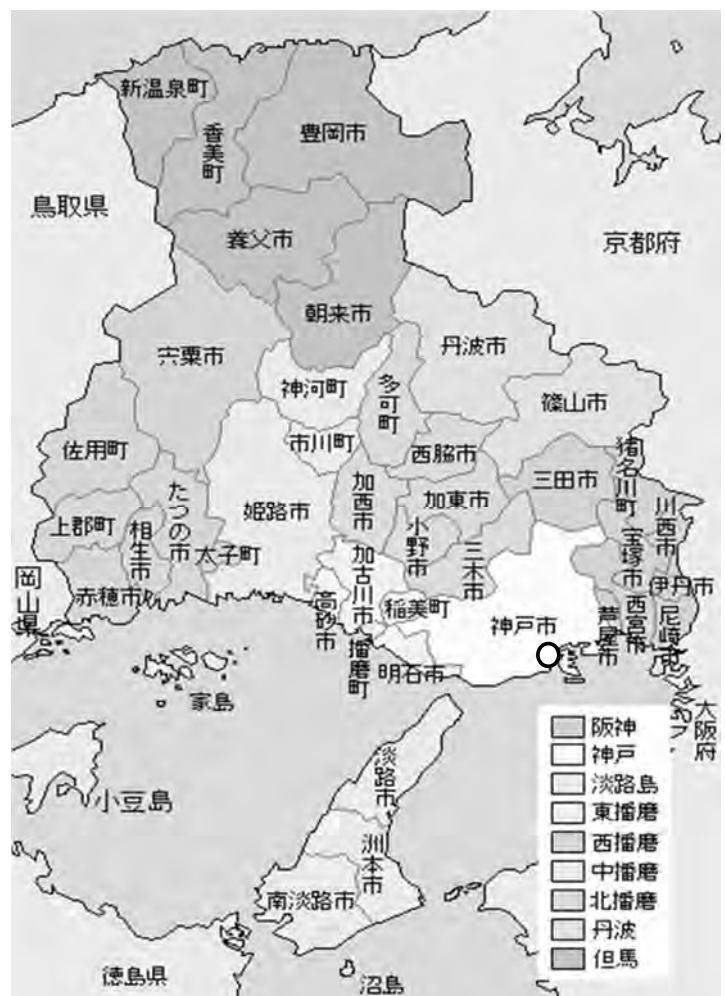 新温泉町
香美町
豊岡市
鳥取県
養父市
京都府
朝来市
宍粟市
丹波市
神河町
多可町
篠山市
佐用町
市川町
西脇市
猪名川町
三田市
たつの市
加西市
加東市
川西市
姫路市
上郡町
相生市
小野市
三木市
宝塚市
太子町
加古川市
伊丹市
岡山県
赤穂市
高砂市
稲美町
神戸市
芦屋市
西宮市
尼崎市
播磨町
明石市
家島
大阪府
淡路市
小豆島
洲本市
南淡路市
徳島県
沼島
阪神
神戸
淡路島
東播磨
西播磨
中播磨
北播磨
丹波
但馬